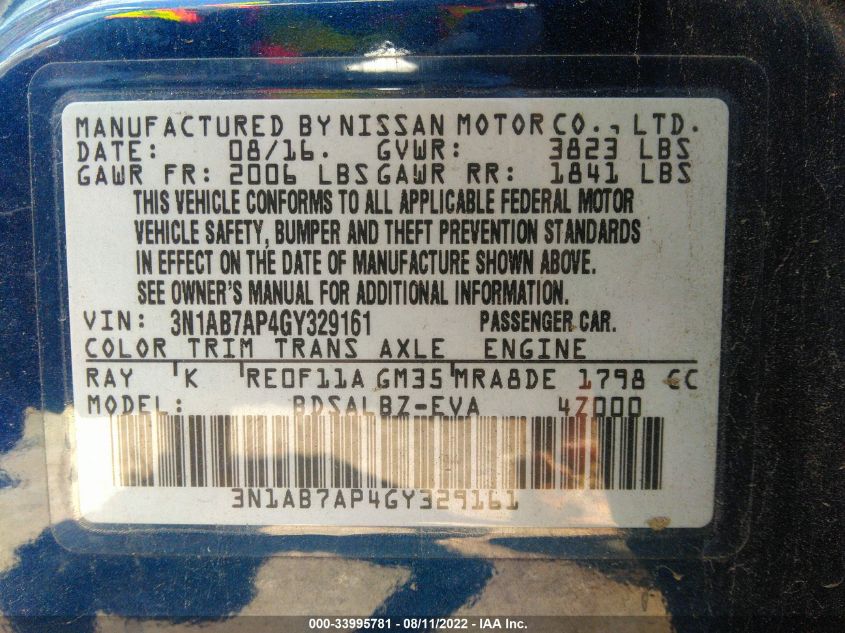 MANUFACTURED BY NISSAN MOTOR CO., LTD.
DATE: 08/16. GVWR: 3823 LBS
GAWR FR: 2006 LBS GAWR RR: 1841 LBS
THIS VEHICLE CONFORMS TO ALL APPLICABLE FEDERAL MOTOR
VEHICLE SAFETY, BUMPER AND THEFT PREVENTION STANDARDS
IN EFFECT ON THE DATE OF MANUFACTURE SHOWN ABOVE.
SEE OWNER'S MANUAL FOR ADDITIONAL INFORMATION.
VIN: 3N1AB7AP4GY329161 PASSENGER CAR.
COLOR TRIM TRANS AXLE ENGINE
RAY K RE0F11A GM35 MRA8DE 1798 CC
MODEL: BDSALBZ-EVA 4Z000
3N1AB7AP4GY329161
000-33995781 - 08/11/2022 - IAA Inc.